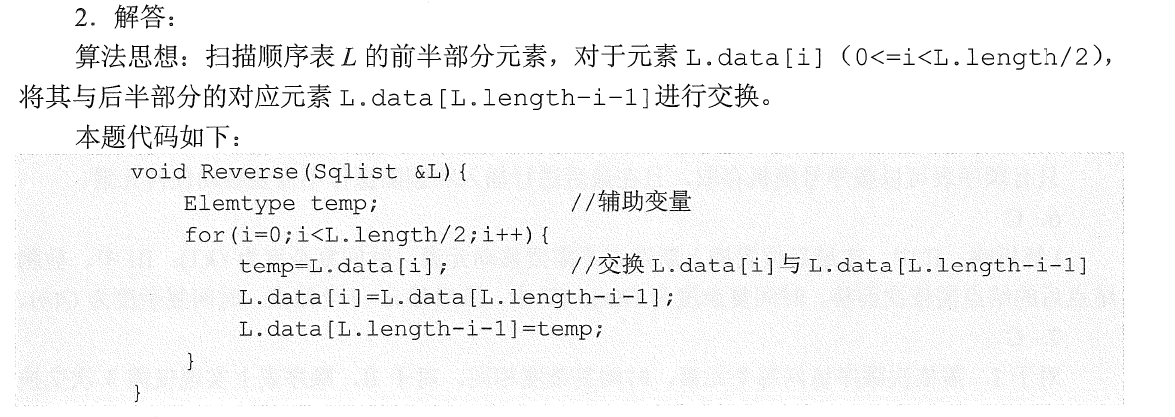 2．解答：
算法思想：扫描顺序表 L 的前半部分元素，对于元素 L.data[i]（0<=i<L.length/2），
将其与后半部分的对应元素 L.data[L.length-i-1]进行交换。
本题代码如下：
void Reverse(Sqlist &L){
Elemtype temp; //辅助变量
for(i=0;i<L.length/2;i++){
temp=L.data[i]; //交换 L.data[i]与 L.data[L.length-i-1]
L.data[i]=L.data[L.length-i-1];
L.data[L.length-i-1]=temp;
}
}